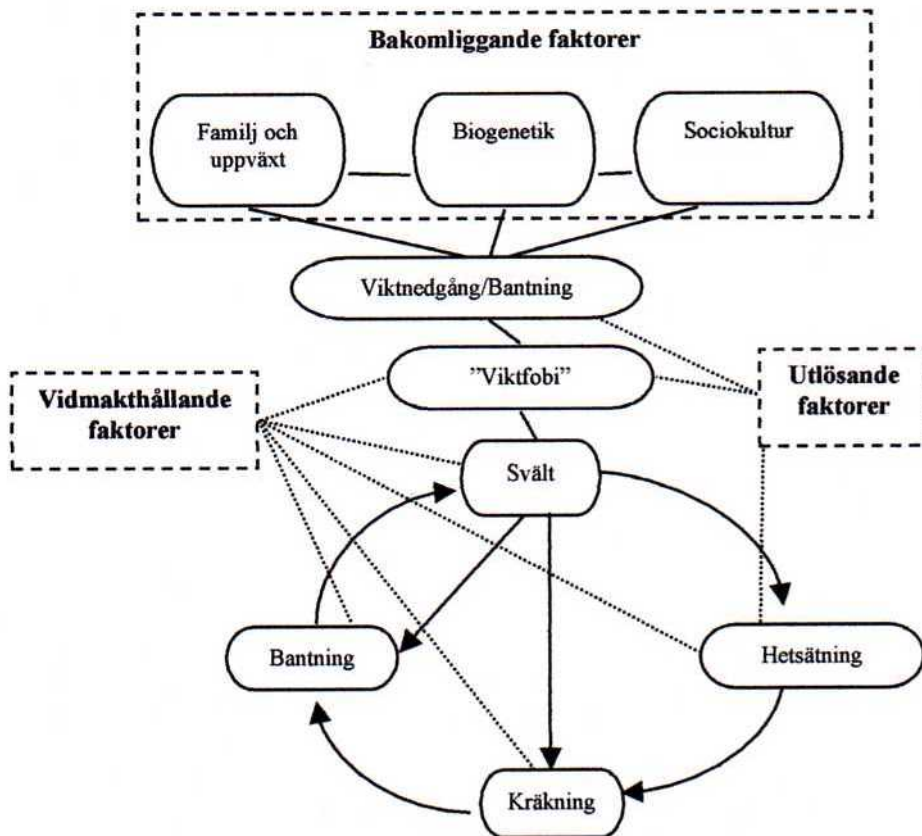 Bakomliggande faktorer
Familj och
uppväxt
Biogenetik
Sociokultur
Viktnedgång/Bantning
”Viktfobi”
Vidmakthållande
faktorer
Utlösande
faktorer
Svält
Bantning
Hetsätning
Kräkning